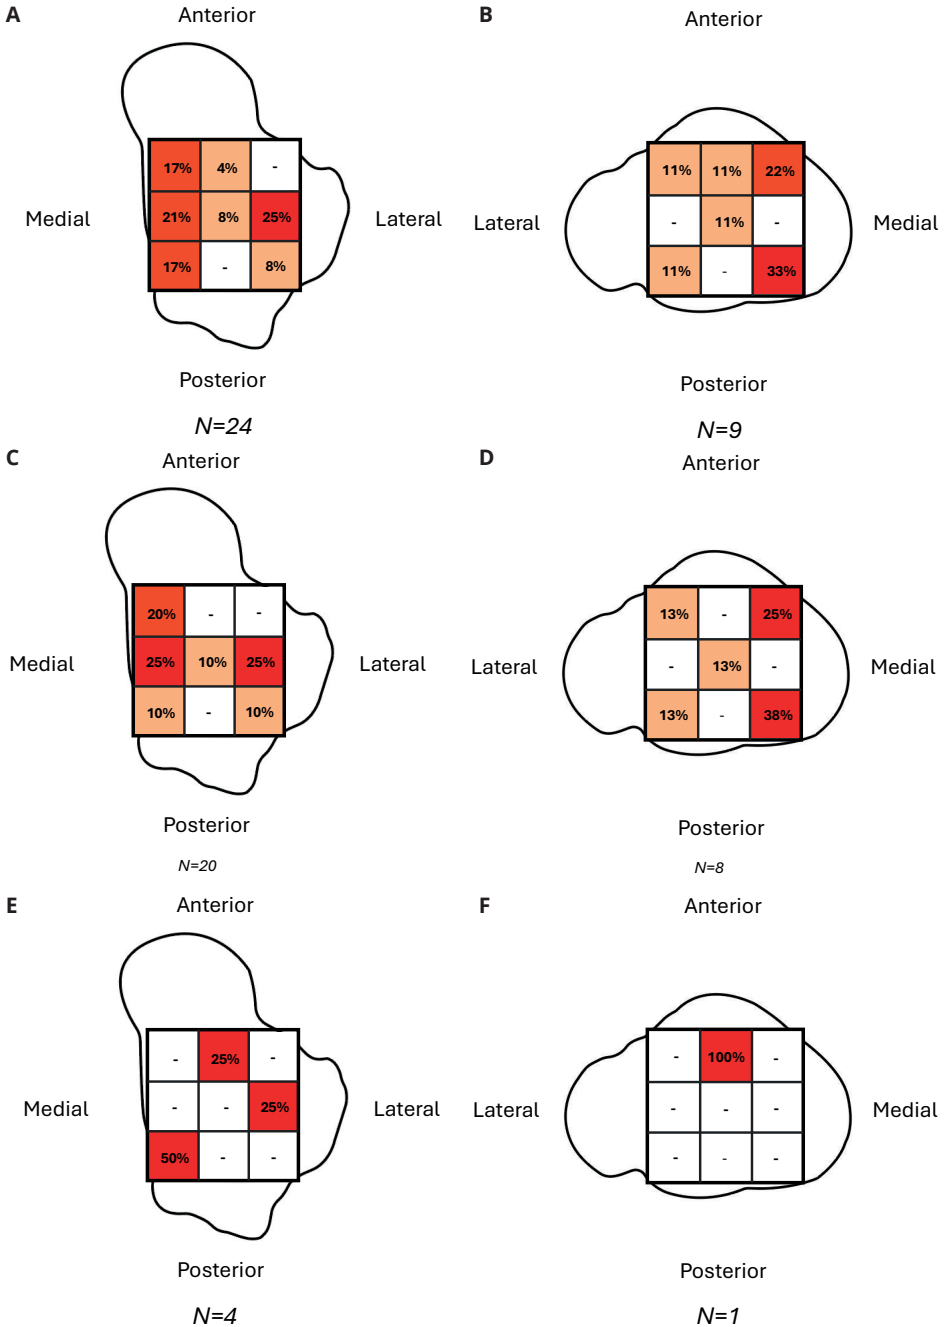 A
Anterior
17% 4% -
Medial 21% 8% 25% Lateral
17% - 8%
Posterior
N=24
B
Anterior
11% 11% 22%
Lateral - 11% - Medial
11% - 33%
Posterior
N=9
C
Anterior
20% - -
Medial 25% 10% 25% Lateral
10% - 10%
Posterior
N=20
D
Anterior
13% - 25%
Lateral - 13% - Medial
13% - 38%
Posterior
N=8
E
Anterior
- 25% -
Medial - - 25% Lateral
50% - -
Posterior
N=4
F
Anterior
- 100% -
Lateral - - - Medial
- - -
Posterior
N=1